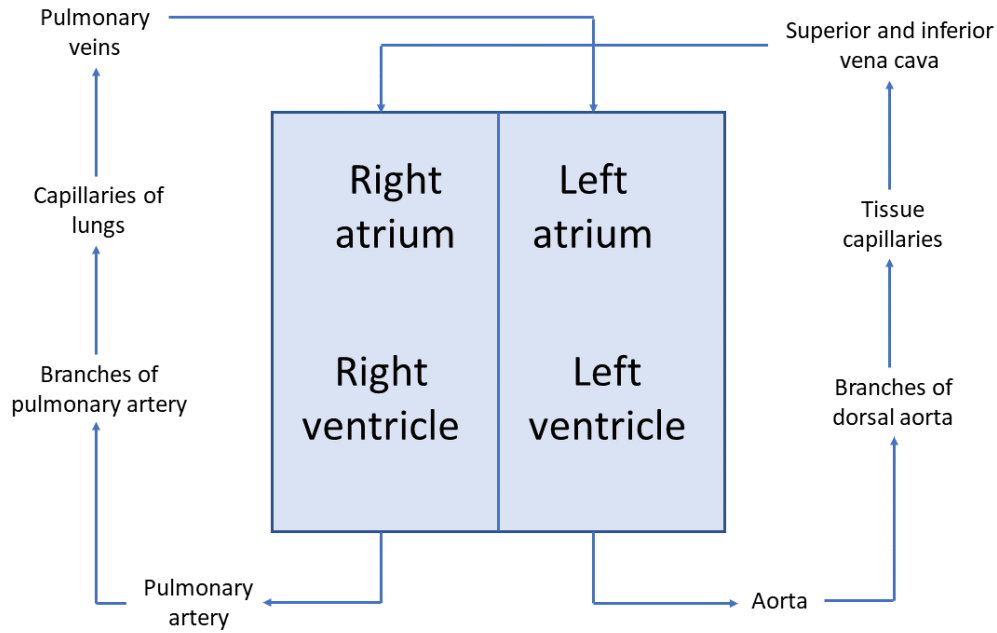 Pulmonary
veins
Superior and inferior
vena cava
Right
atrium
Left
atrium
Capillaries of
lungs
Tissue
capillaries
Right
ventricle
Left
ventricle
Branches of
pulmonary artery
Branches of
dorsal aorta
Pulmonary
artery
Aorta